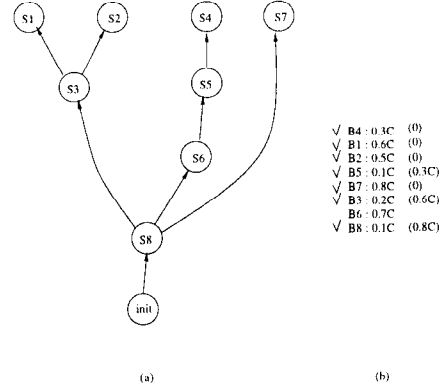 S1 S2 S4 S7
S3 S5
S6
S8
init
√ B4 : 0.3C (0)
√ B1 : 0.6C (0)
√ B2 : 0.5C (0)
√ B5 : 0.1C (0.3C)
√ B7 : 0.8C (0)
√ B3 : 0.2C (0.6C)
B6 : 0.7C
√ B8 : 0.1C (0.8C)
(a) (b)